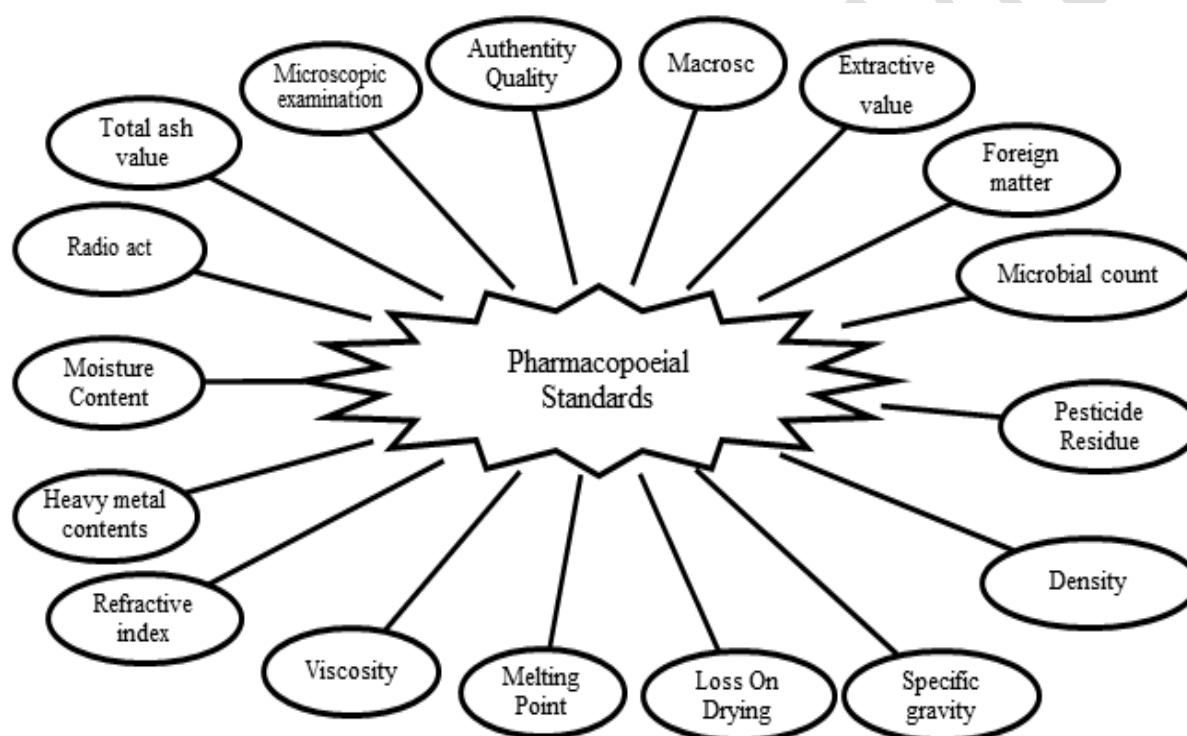 Authentity
Quality
Macrosc
Extractive
value
Microscopic
examination
Foreign
matter
Total ash
value
Radio act
Microbial count
Pharmacopoeial
Standards
Moisture
Content
Pesticide
Residue
Heavy metal
contents
Density
Refractive
index
Viscosity
Melting
Point
Loss On
Drying
Specific
gravity